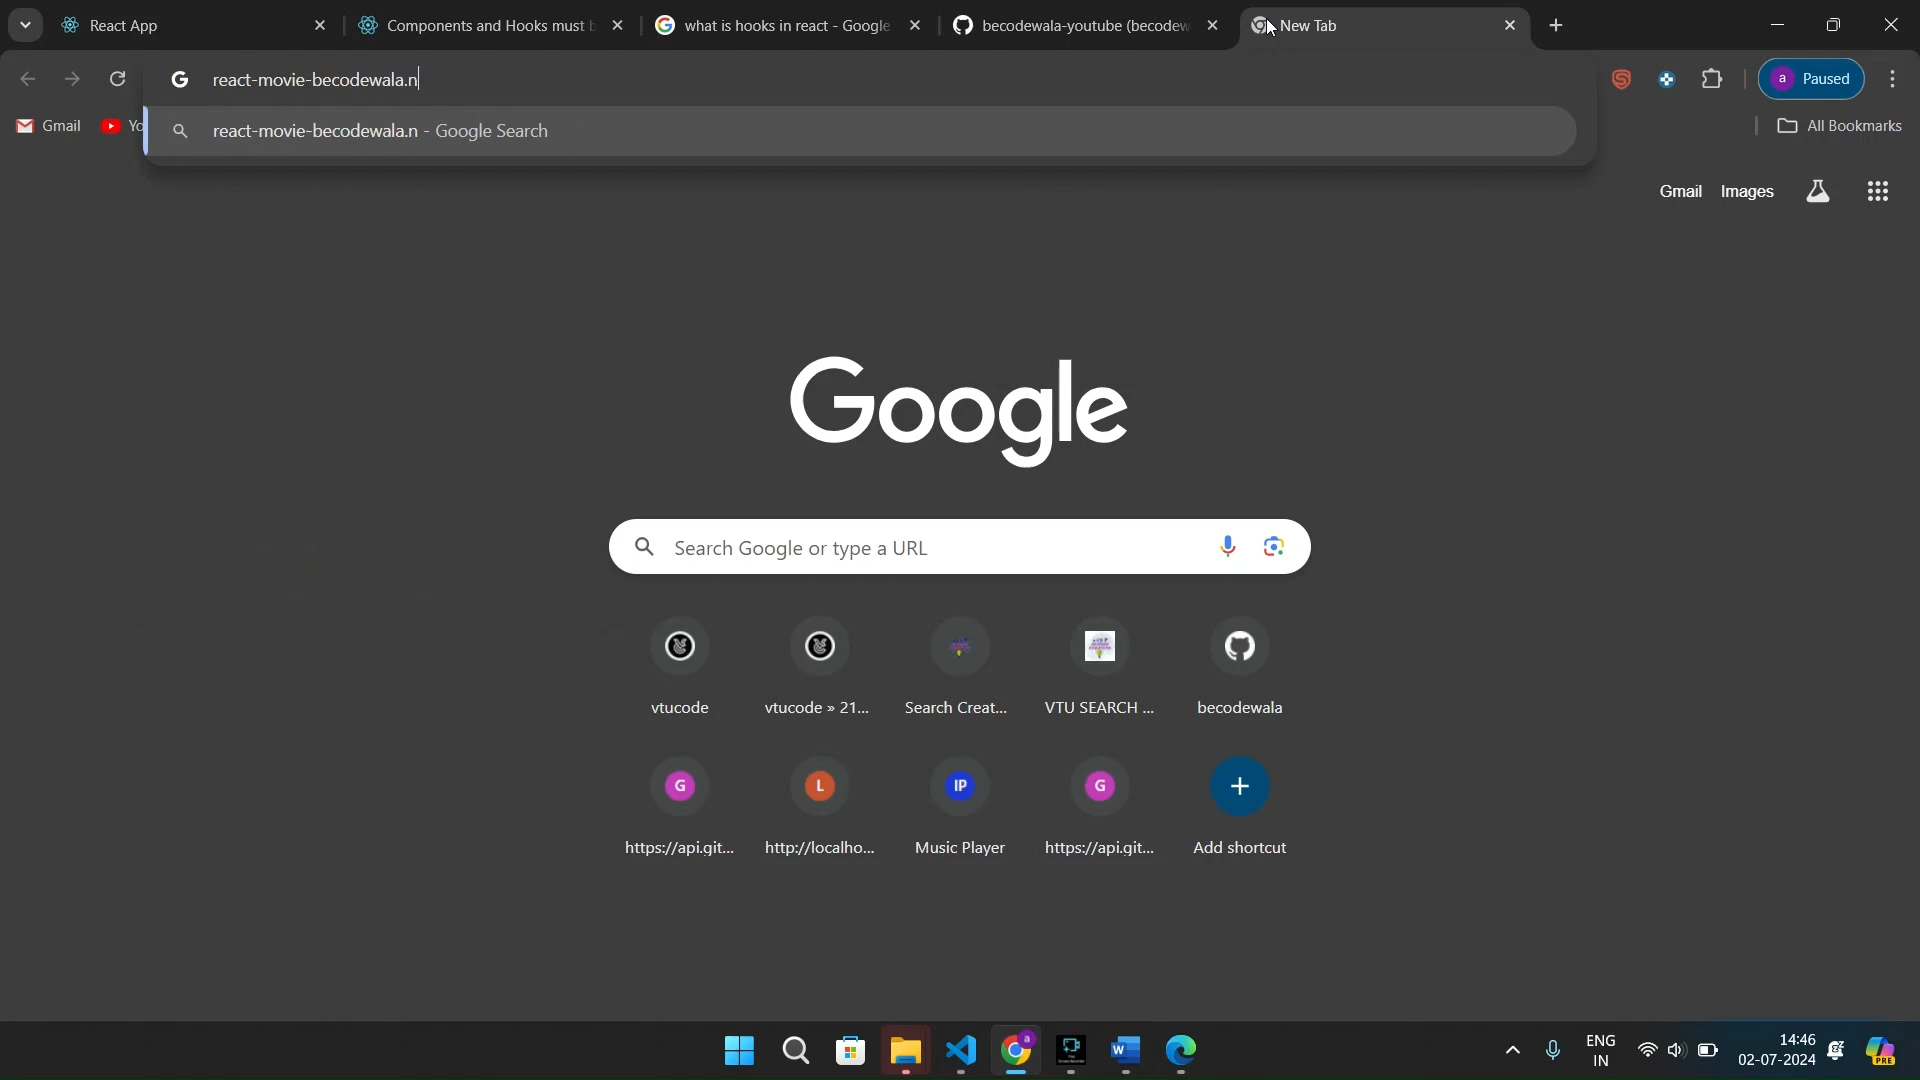 React App
Components and Hooks must b
what is hooks in react - Google
becodewala-youtube (becodew
New Tab
react-movie-becodewala.n
a Paused
Gmail
Yo
react-movie-becodewala.n - Google Search
All Bookmarks
Gmail Images
Google
Search Google or type a URL
vtucode
vtucode » 21...
Search Creat...
VTU SEARCH ...
becodewala
G
L
IP
G
https://api.git...
http://localho...
Music Player
https://api.git...
Add shortcut
a
W
ENG
IN
14:46
02-07-2024
PRE